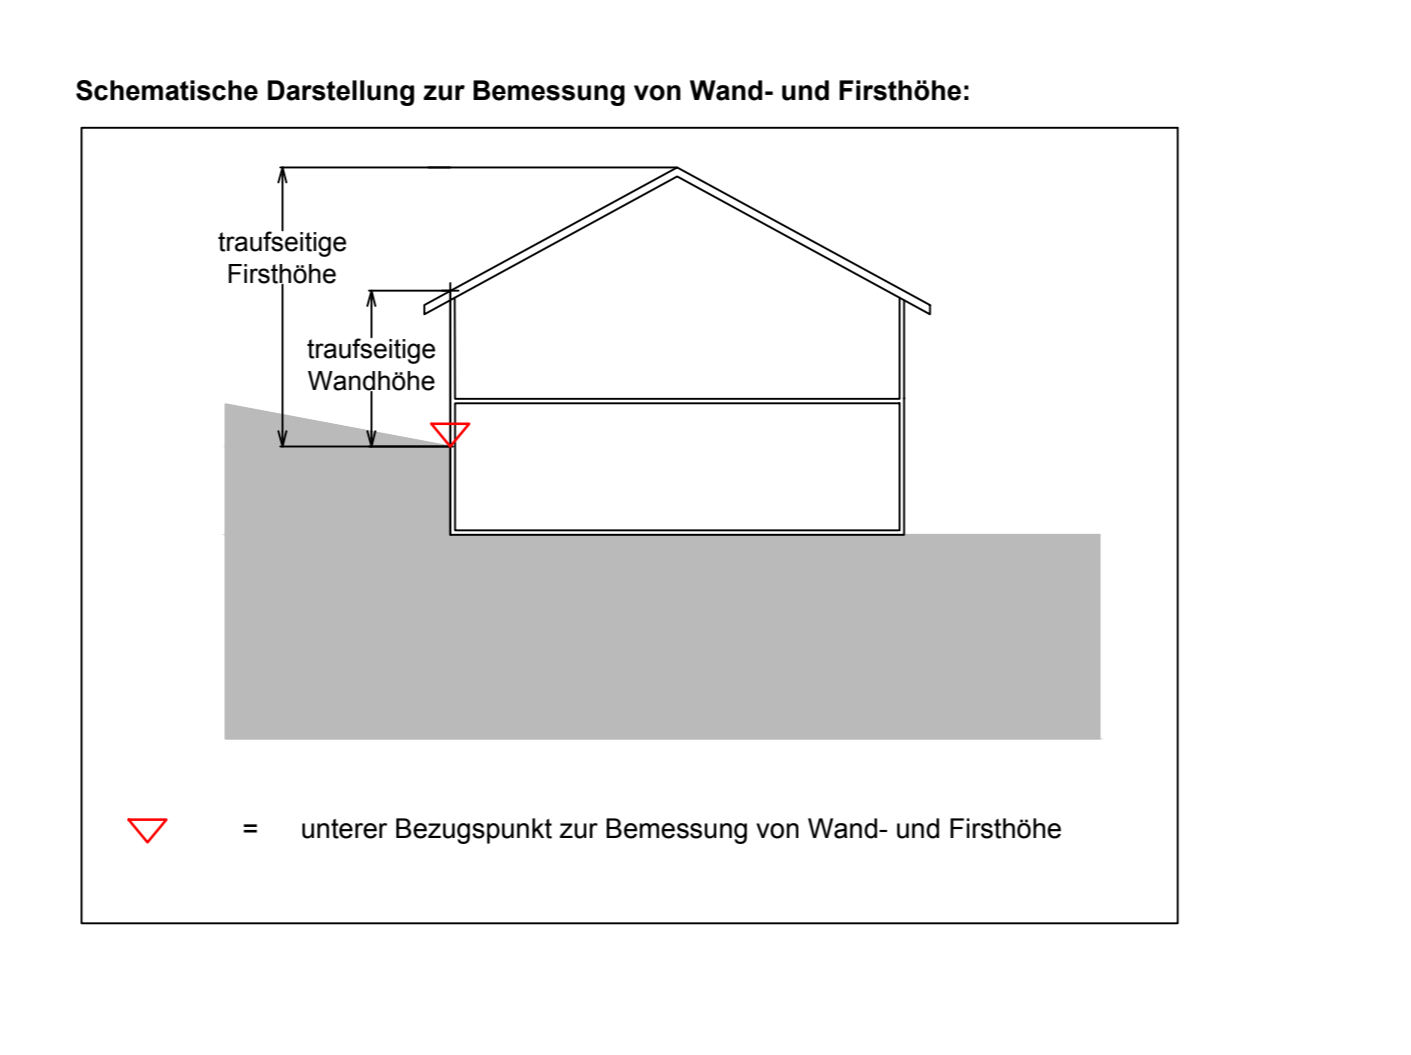 Schematische Darstellung zur Bemessung von Wand- und Firsthöhe:
traufseitige
Firsthöhe
traufseitige
Wandhöhe
= unterer Bezugspunkt zur Bemessung von Wand- und Firsthöhe